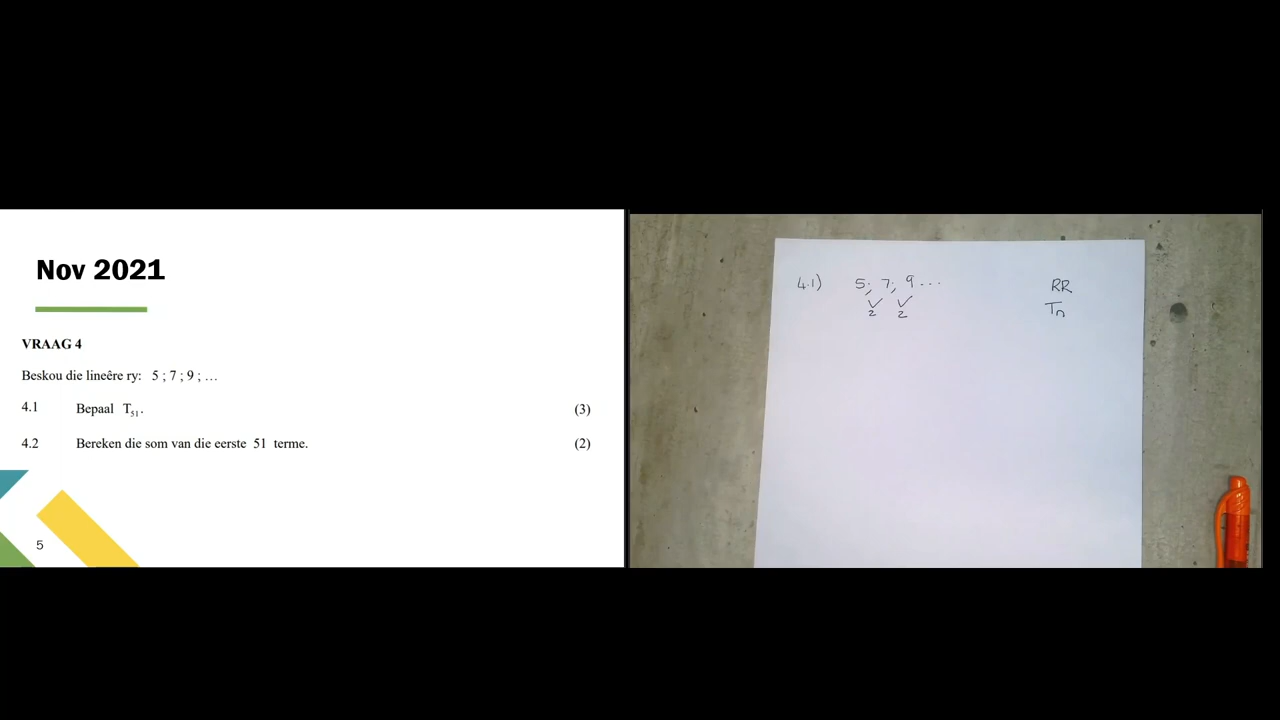 Nov 2021
VRAAG 4
Beskou die lineêre ry: 5 ; 7 ; 9 ; …
4.1 Bepaal T₅₁. (3)
4.2 Bereken die som van die eerste 51 terme. (2)
5
4.1) 5; 7; 9 ... RR
2 2 Tn